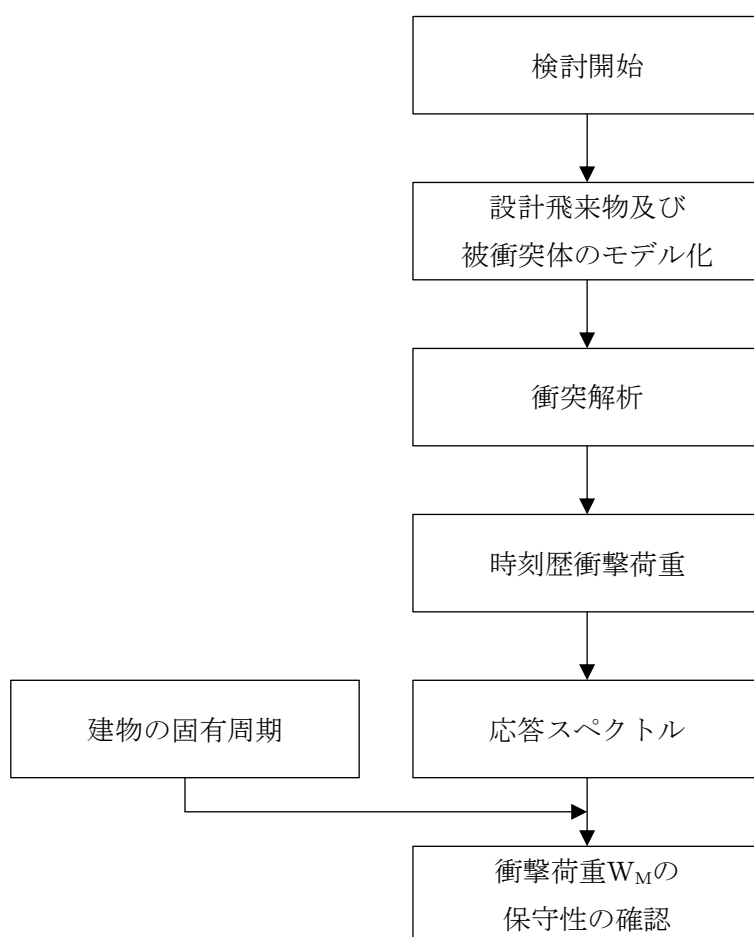 検討開始
設計飛来物及び
被衝突体のモデル化
衝突解析
時刻歴衝撃荷重
建物の固有周期
応答スペクトル
衝撃荷重WMの
保守性の確認